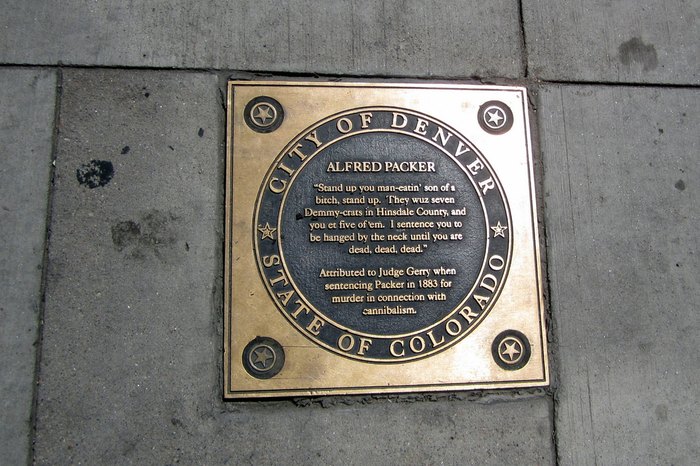 CITY OF DENVER
ALFRED PACKER
"Stand up you man-eatin' son of a
bitch, stand up. They wuz seven
Demmy-crats in Hinsdale County, and
you et five of 'em. I sentence you to
be hanged by the neck until you are
dead, dead, dead."
Attributed to Judge Gerry when
sentencing Packer in 1883 for
murder in connection with
cannibalism.
STATE OF COLORADO